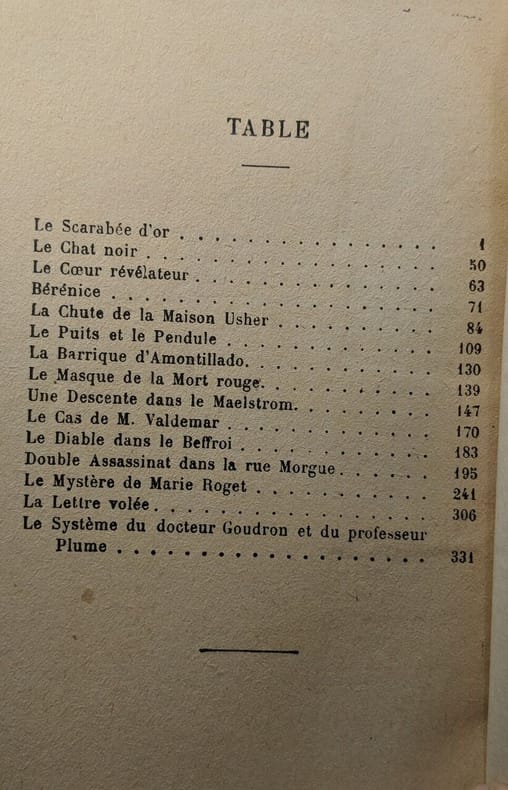 TABLE
Le Scarabée d'or . . . . . . . . . . . . . . . 1
Le Chat noir . . . . . . . . . . . . . . . . 50
Le Cœur révélateur . . . . . . . . . . . . . 63
Bérénice . . . . . . . . . . . . . . . . . . 71
La Chute de la Maison Usher . . . . . . . . 84
Le Puits et le Pendule . . . . . . . . . . . 109
La Barrique d'Amontillado. . . . . . . . . . 130
Le Masque de la Mort rouge. . . . . . . . . 139
Une Descente dans le Maelstrom. . . . . . . 147
Le Cas de M. Valdemar . . . . . . . . . . . 170
Le Diable dans le Beffroi . . . . . . . . . 183
Double Assassinat dans la rue Morgue . . . . . 195
Le Mystère de Marie Roget . . . . . . . . . 241
La Lettre volée . . . . . . . . . . . . . . 306
Le Système du docteur Goudron et du professeur
Plume . . . . . . . . . . . . . . . . . . 331